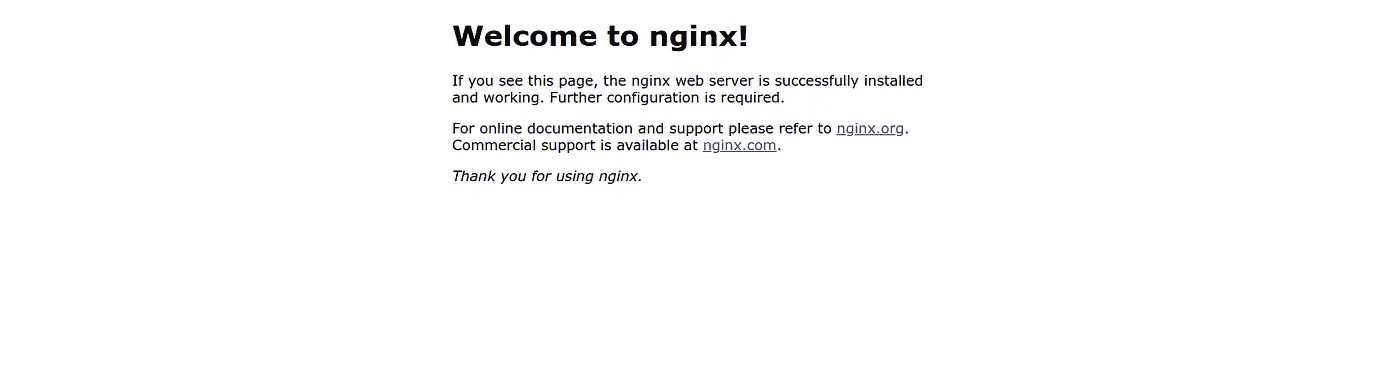 Welcome to nginx!
If you see this page, the nginx web server is successfully installed
and working. Further configuration is required.
For online documentation and support please refer to nginx.org.
Commercial support is available at nginx.com.
Thank you for using nginx.